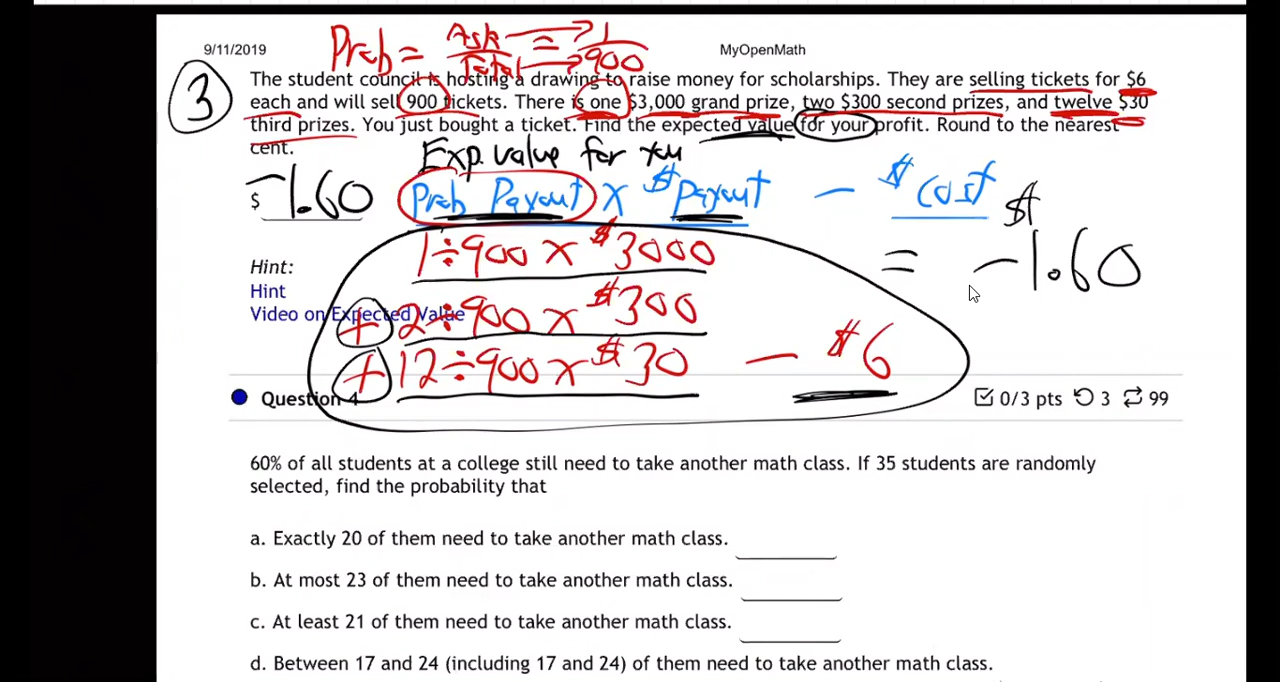 Prob = Ask/Total = 1/900
9/11/2019
MyOpenMath
3
The student council is hosting a drawing to raise money for scholarships. They are selling tickets for $6
each and will sell 900 tickets. There is one $3,000 grand prize, two $300 second prizes, and twelve $30
third prizes. You just bought a ticket. Find the expected value for your profit. Round to the nearest
cent.
Exp. value for you
$ -1.60
Prob Payout x $ Payout - $ cost
1÷900 x $3000
= $ -1.60
Hint:
Hint
Video on Expected Value
+ 2÷900 x $300
+ 12÷900 x $30 - $6
Question 4
0/3 pts 3 99
60% of all students at a college still need to take another math class. If 35 students are randomly
selected, find the probability that
a. Exactly 20 of them need to take another math class.
b. At most 23 of them need to take another math class.
c. At least 21 of them need to take another math class.
d. Between 17 and 24 (including 17 and 24) of them need to take another math class.